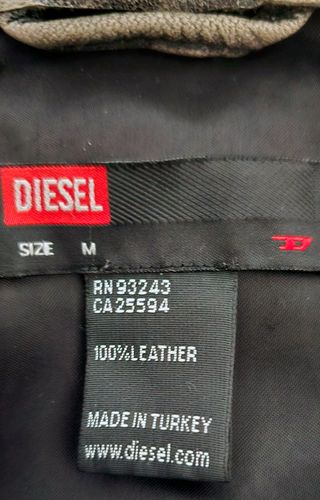 DIESEL
SIZE M
RN 93243
CA 25594
100%LEATHER
MADE IN TURKEY
www.diesel.com